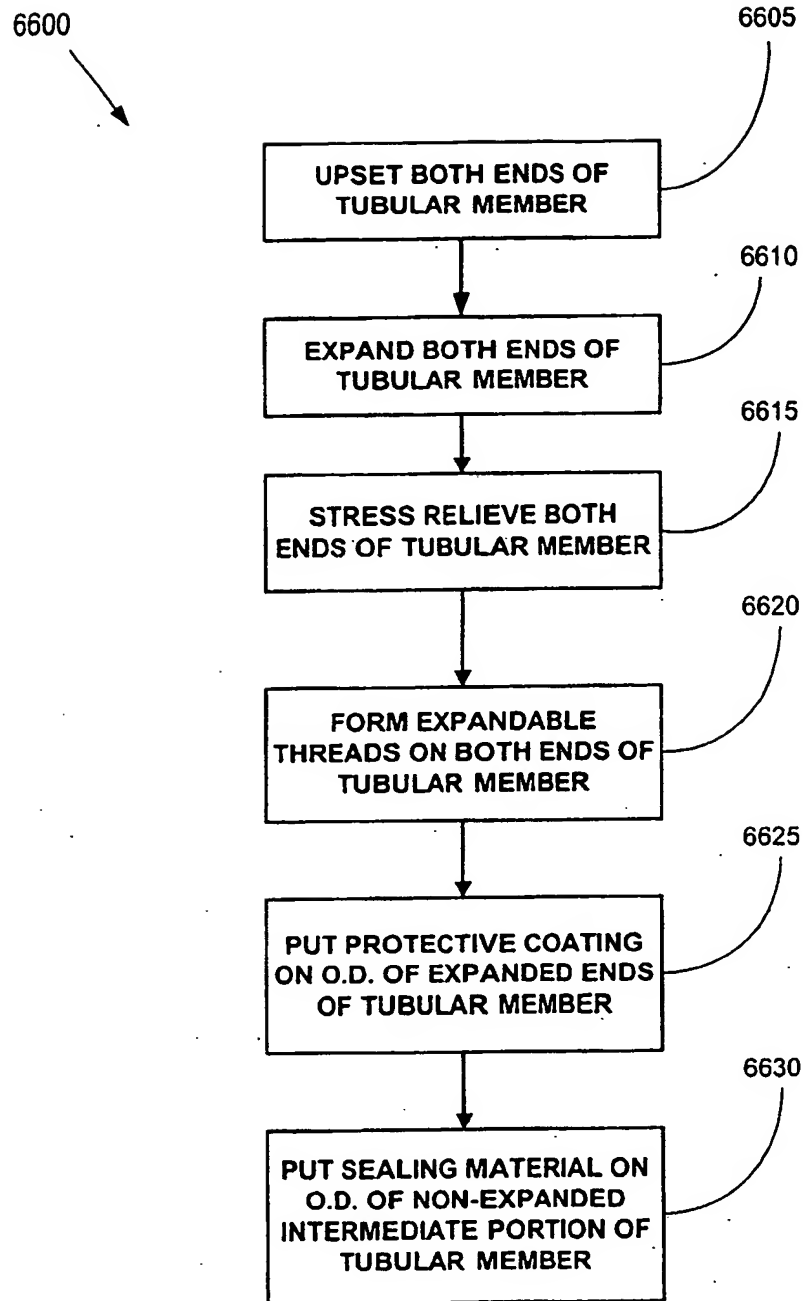 6600
6605
UPSET BOTH ENDS OF
TUBULAR MEMBER
6610
EXPAND BOTH ENDS OF
TUBULAR MEMBER
6615
STRESS RELIEVE BOTH
ENDS OF TUBULAR MEMBER
6620
FORM EXPANDABLE
THREADS ON BOTH ENDS OF
TUBULAR MEMBER
6625
PUT PROTECTIVE COATING
ON O.D. OF EXPANDED ENDS
OF TUBULAR MEMBER
6630
PUT SEALING MATERIAL ON
O.D. OF NON-EXPANDED
INTERMEDIATE PORTION OF
TUBULAR MEMBER